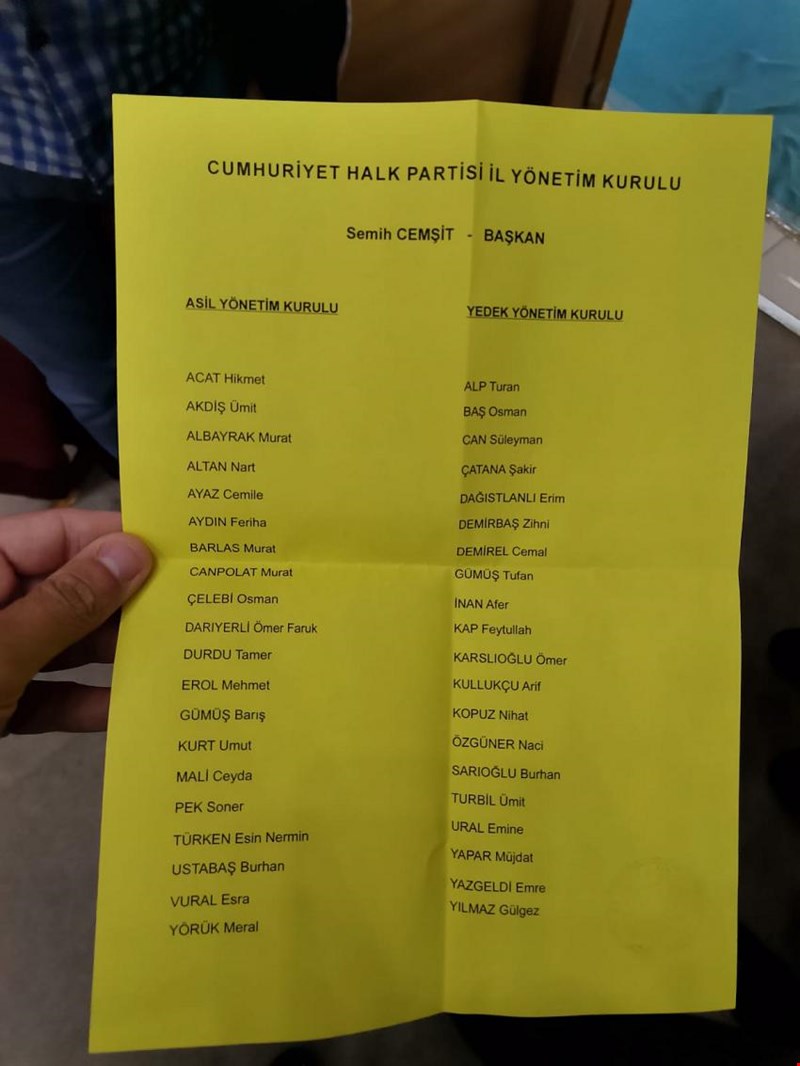 CUMHURİYET HALK PARTİSİ İL YÖNETİM KURULU
Semih CEMŞİT - BAŞKAN
ASİL YÖNETİM KURULU
ACAT Hikmet
AKDİŞ Ümit
ALBAYRAK Murat
ALTAN Nart
AYAZ Cemile
AYDIN Feriha
BARLAS Murat
CANPOLAT Murat
ÇELEBİ Osman
DARIYERLİ Ömer Faruk
DURDU Tamer
EROL Mehmet
GÜMÜŞ Barış
KURT Umut
MALİ Ceyda
PEK Soner
TÜRKEN Esin Nermin
USTABAŞ Burhan
VURAL Esra
YÖRÜK Meral
YEDEK YÖNETİM KURULU
ALP Turan
BAŞ Osman
CAN Süleyman
ÇATANA Şakir
DAĞISTLANLI Erim
DEMİRBAŞ Zihni
DEMİREL Cemal
GÜMÜŞ Tufan
İNAN Afer
KAP Feytullah
KARSLIOĞLU Ömer
KULLUKÇU Arif
KOPUZ Nihat
ÖZGÜNER Naci
SARIOĞLU Burhan
TURBİL Ümit
URAL Emine
YAPAR Müjdat
YAZGELDİ Emre
YILMAZ Gülgez